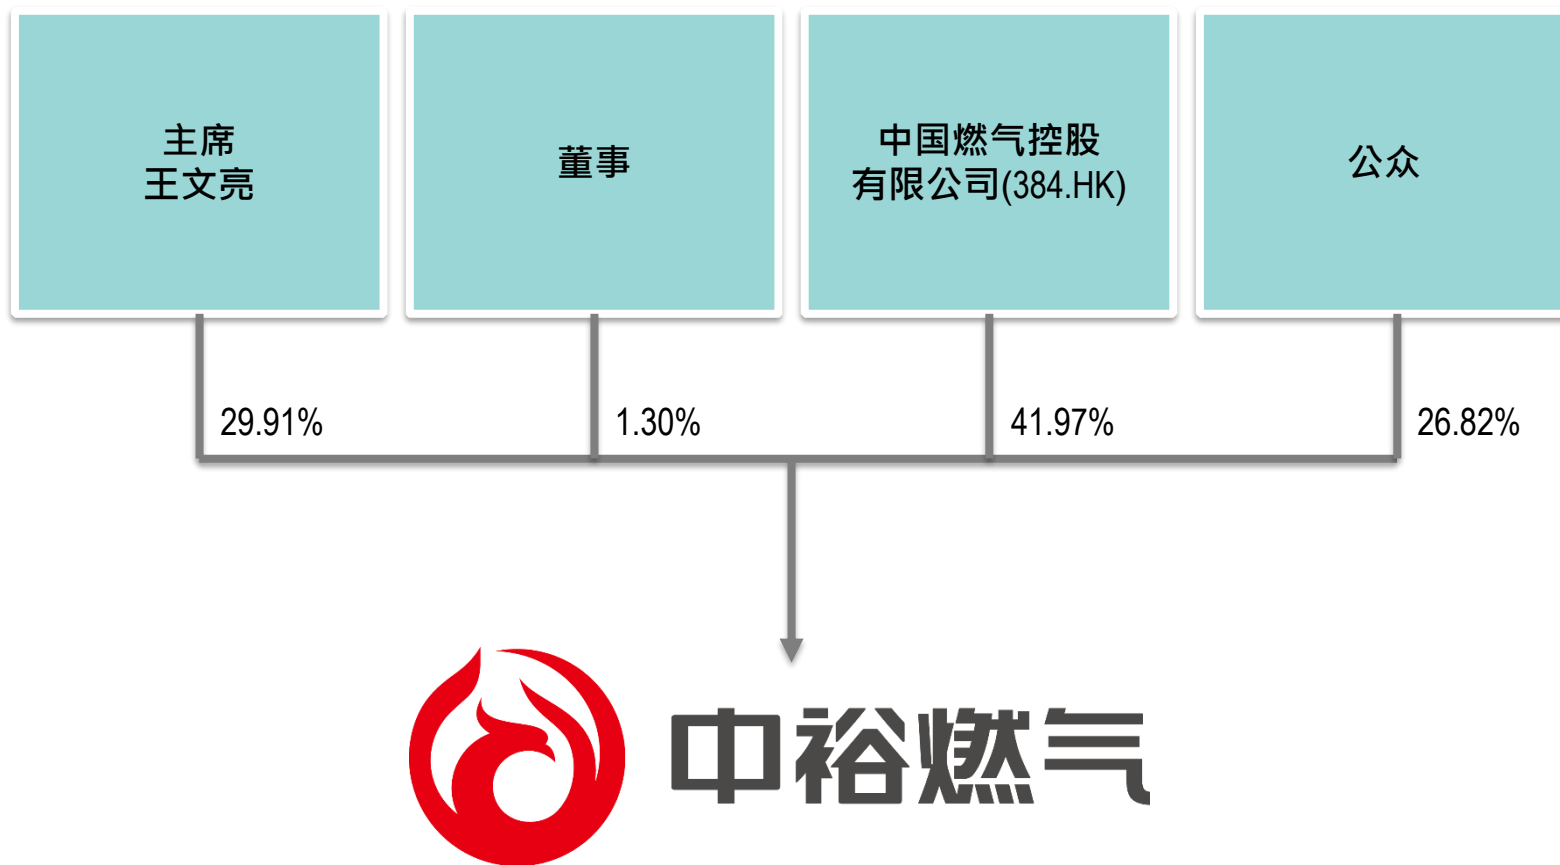 主席
王文亮
董事
中国燃气控股
有限公司(384.HK)
公众
29.91%
1.30%
41.97%
26.82%
中裕燃气